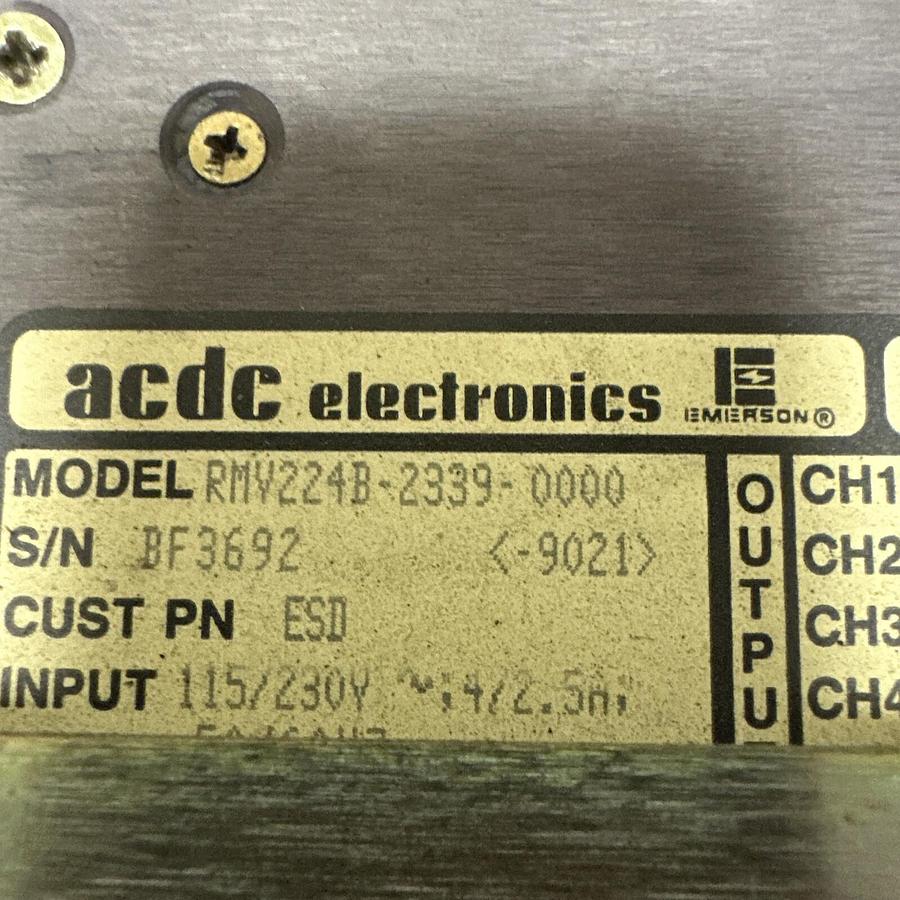 acdc electronics EMERSON®
MODEL RMV224B-2339-0000
S/N BF3692 <-9021>
CUST PN ESD
INPUT 115/230V ~;4/2.5A;
OUTPU
CH1
CH2
CH3
CH4